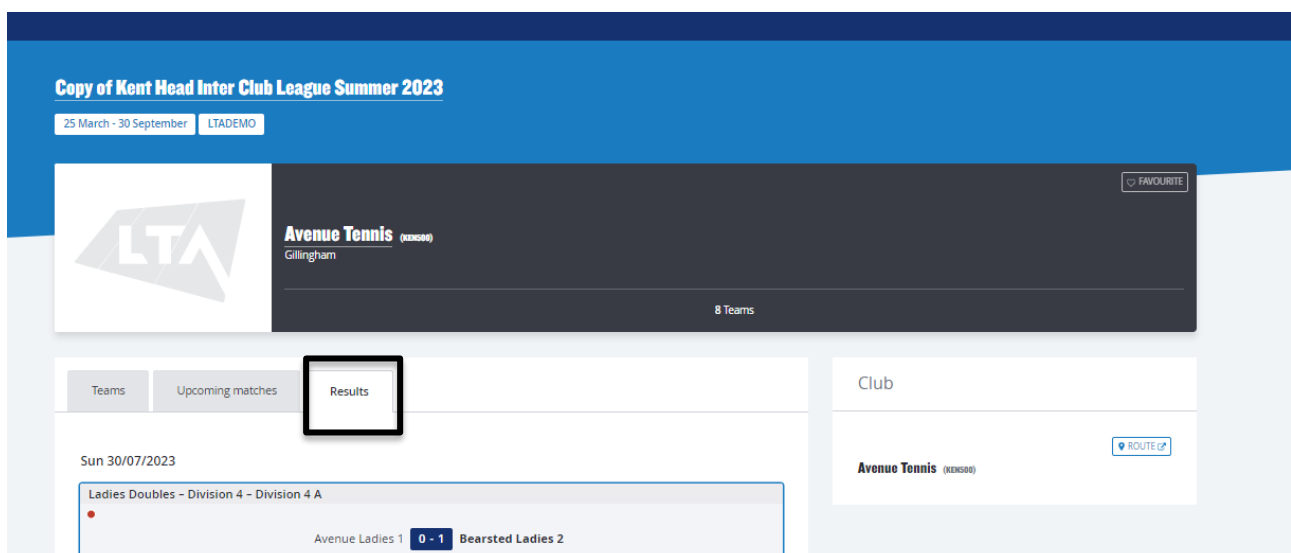 Copy of Kent Head Inter Club League Summer 2023
25 March - 30 September LTADEMO
FAVOURITE
LTA
Avenue Tennis (KEN500)
Gillingham
8 Teams
Teams Upcoming matches Results
Club
ROUTE
Avenue Tennis (KEN500)
Sun 30/07/2023
Ladies Doubles – Division 4 – Division 4 A
Avenue Ladies 1 0 - 1 Bearsted Ladies 2